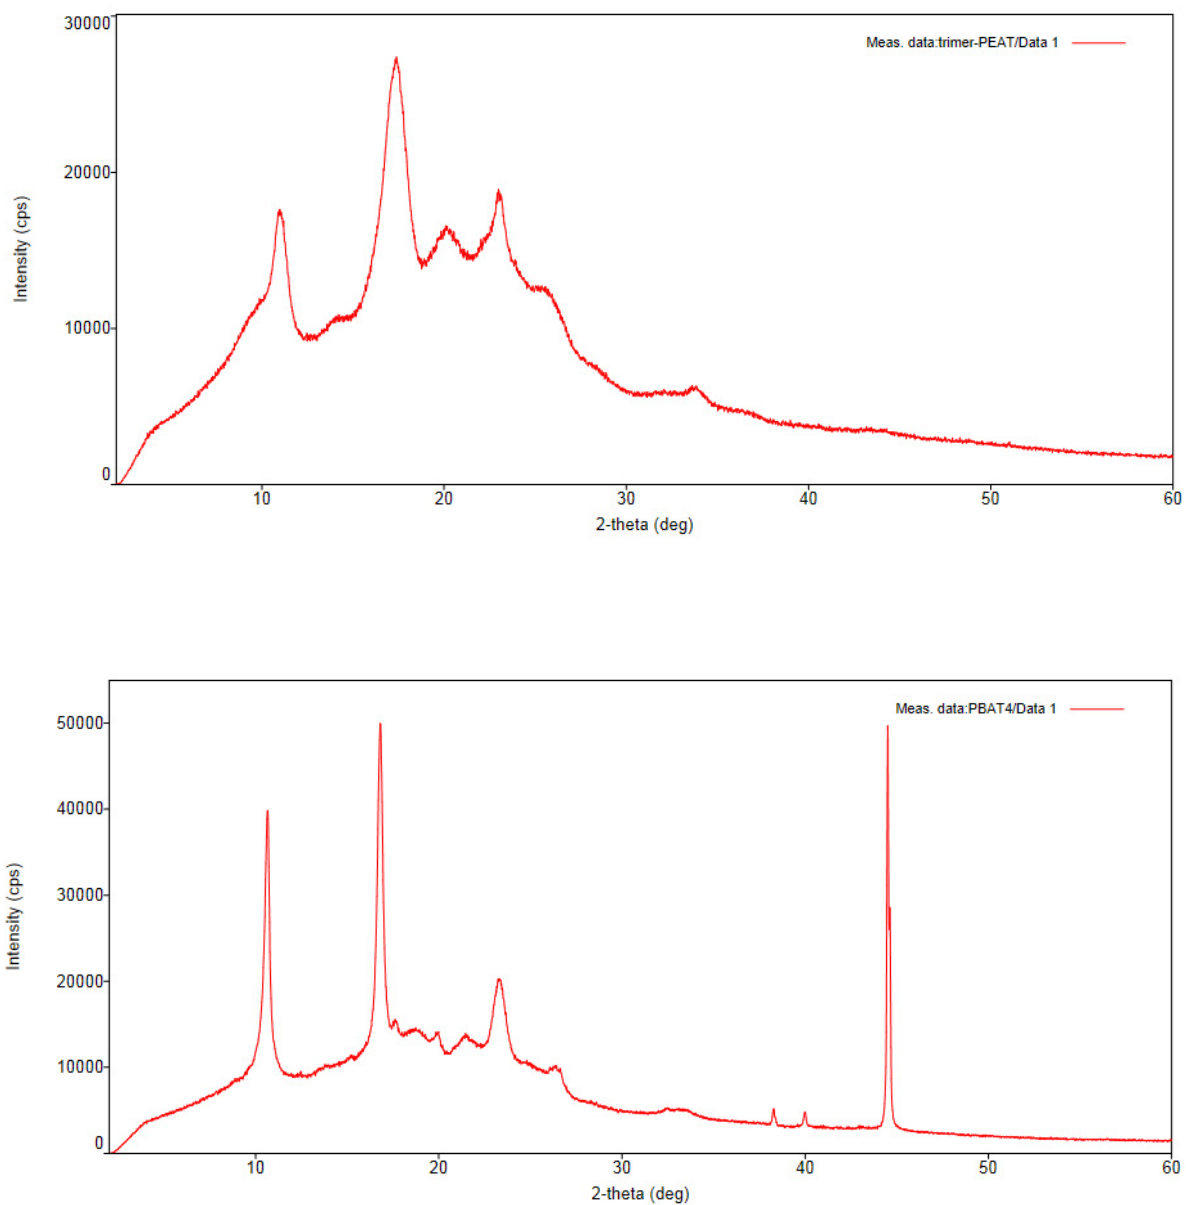 30000
Meas. data:trimer-PEAT/Data 1
20000
Intensity (cps)
10000
0
10 20 30 40 50 60
2-theta (deg)
Meas. data:PBAT4/Data 1
50000
40000
30000
Intensity (cps)
20000
10000
0
10 20 30 40 50 60
2-theta (deg)